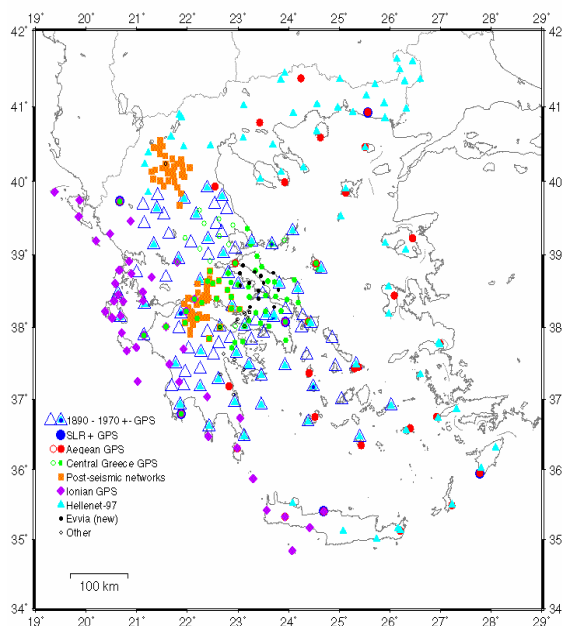 19° 20° 21° 22° 23° 24° 25° 26° 27° 28° 29°
42° 42°
41° 41°
40° 40°
39° 39°
38° 38°
37° 37°
1890 - 1970 +- GPS
SLR + GPS
Aegean GPS
36° 36°
Central Greece GPS
Post-seismic networks
Ionian GPS
Hellenet-97
Evvia (new)
35° 35°
Other
100 km
34° 34°
19° 20° 21° 22° 23° 24° 25° 26° 27° 28° 29°